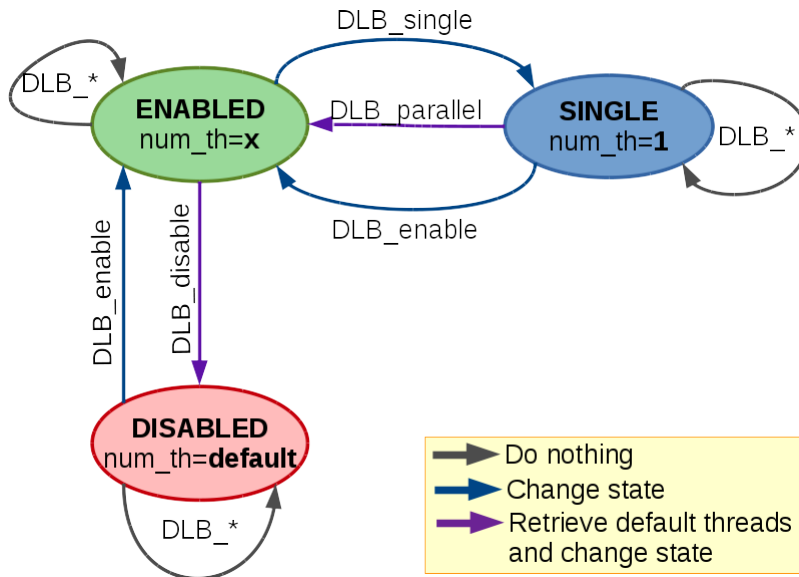 DLB_single
DLB_*
ENABLED
num_th=x
DLB_parallel
SINGLE
num_th=1
DLB_*
DLB_enable
DLB_enable
DLB_disable
DISABLED
num_th=default
DLB_*
Do nothing
Change state
Retrieve default threads
and change state